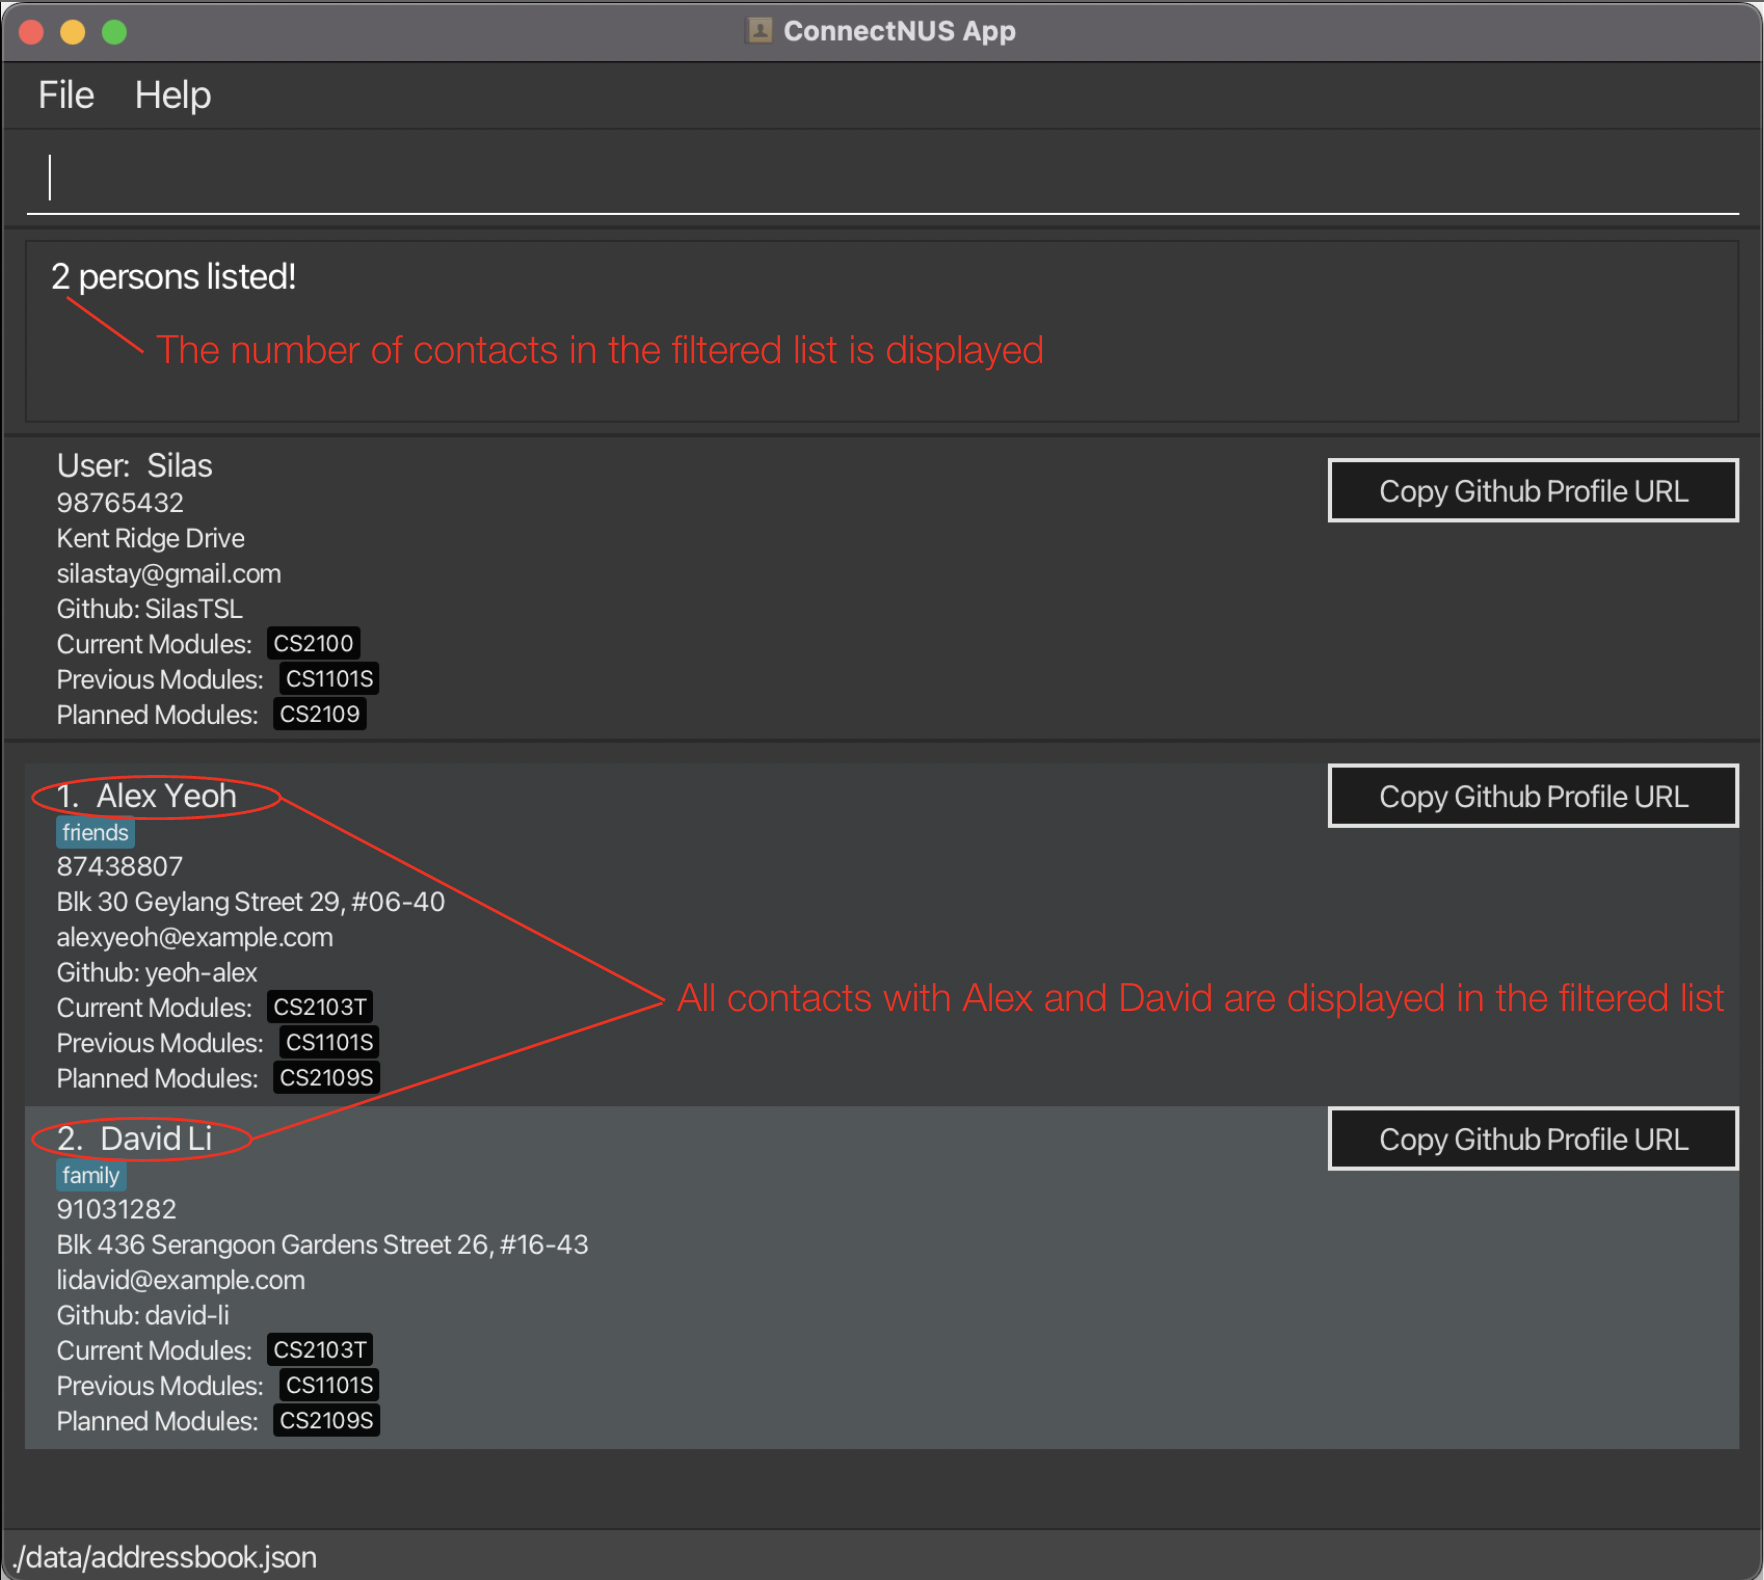 ConnectNUS App
File Help
2 persons listed!
The number of contacts in the filtered list is displayed
User: Silas
Copy Github Profile URL
98765432
Kent Ridge Drive
silastay@gmail.com
Github: SilasTSL
Current Modules: CS2100
Previous Modules: CS1101S
Planned Modules: CS2109
1. Alex Yeoh
Copy Github Profile URL
friends
87438807
Blk 30 Geylang Street 29, #06-40
alexyeoh@example.com
Github: yeoh-alex
All contacts with Alex and David are displayed in the filtered list
Current Modules: CS2103T
Previous Modules: CS1101S
Planned Modules: CS2109S
2. David Li
Copy Github Profile URL
family
91031282
Blk 436 Serangoon Gardens Street 26, #16-43
lidavid@example.com
Github: david-li
Current Modules: CS2103T
Previous Modules: CS1101S
Planned Modules: CS2109S
./data/addressbook.json